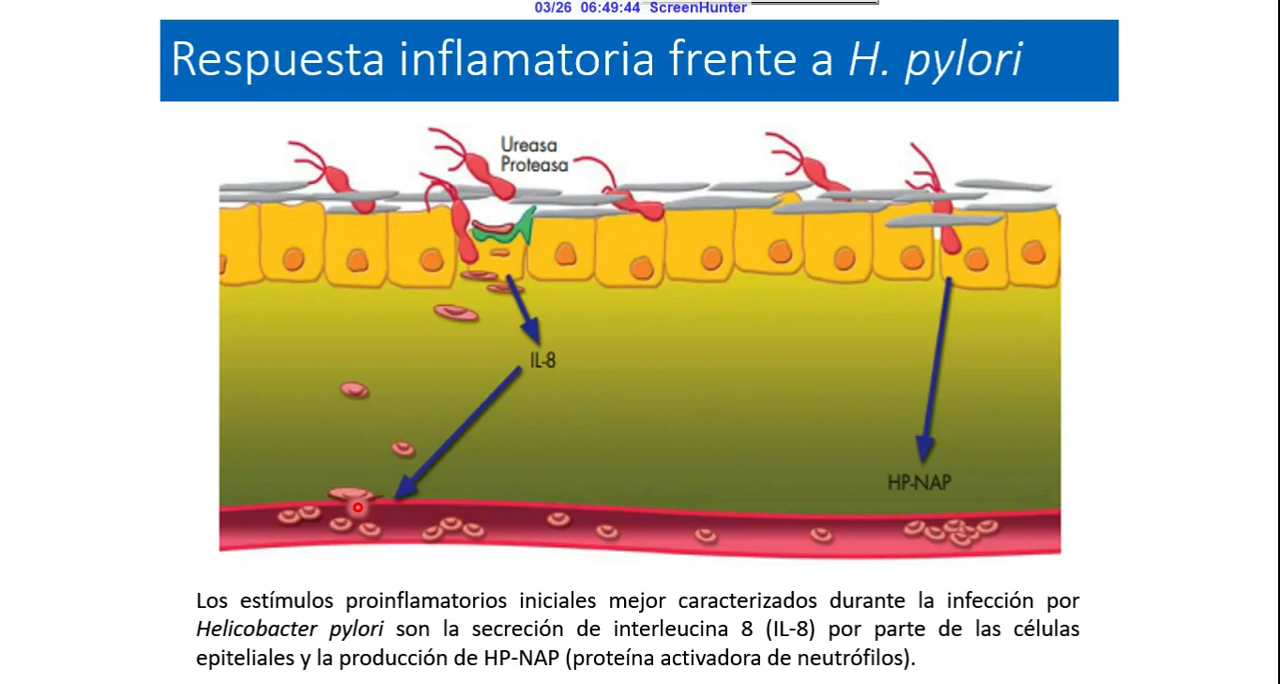 03/26 06:49:44 ScreenHunter
Respuesta inflamatoria frente a H. pylori
Ureasa
Proteasa
IL-8
HP-NAP
Los estímulos proinflamatorios iniciales mejor caracterizados durante la infección por
Helicobacter pylori son la secreción de interleucina 8 (IL-8) por parte de las células
epiteliales y la producción de HP-NAP (proteína activadora de neutrófilos).